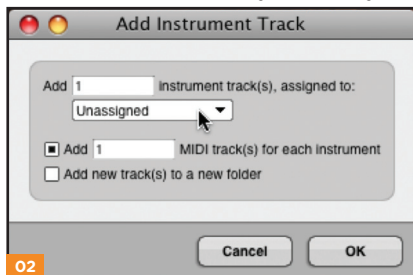 Add Instrument Track
Add 1 instrument track(s), assigned to:
Unassigned
Add 1 MIDI track(s) for each instrument
Add new track(s) to a new folder
Cancel OK
02